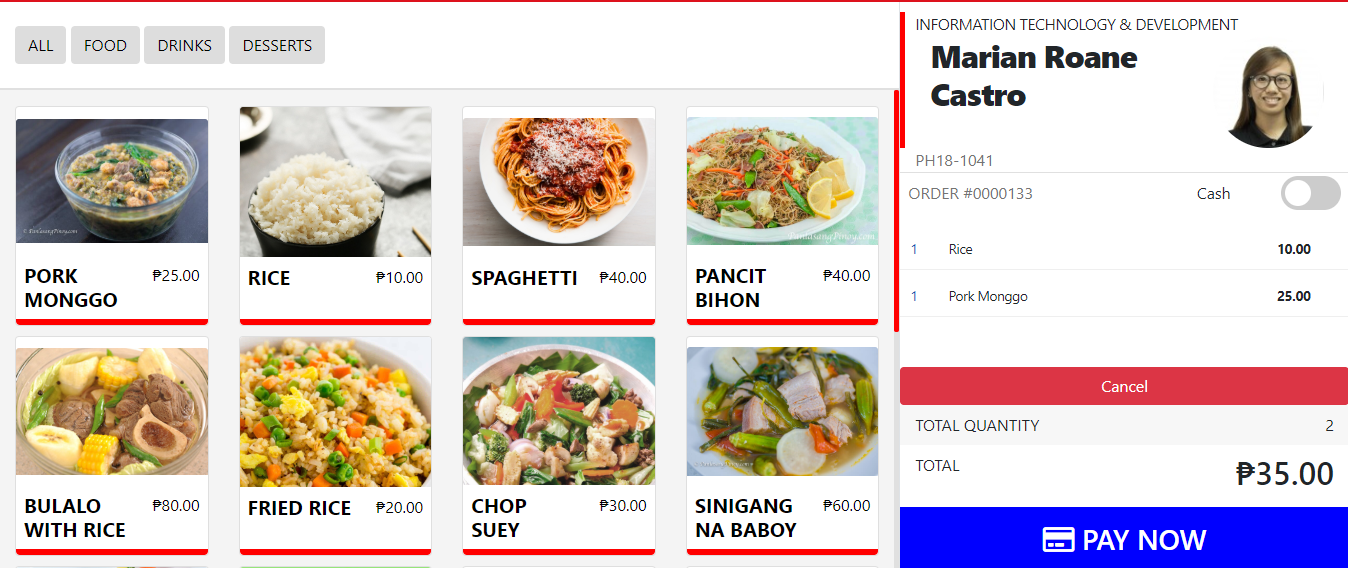 ALL FOOD DRINKS DESSERTS
PORK
MONGGO
₱25.00
RICE
₱10.00
SPAGHETTI
₱40.00
PANCIT
BIHON
₱40.00
BULALO
WITH RICE
₱80.00
FRIED RICE
₱20.00
CHOP
SUEY
₱30.00
SINIGANG
NA BABOY
₱60.00
INFORMATION TECHNOLOGY & DEVELOPMENT
Marian Roane
Castro
PH18-1041
ORDER #0000133 Cash
1 Rice 10.00
1 Pork Monggo 25.00
Cancel
TOTAL QUANTITY 2
TOTAL ₱35.00
PAY NOW